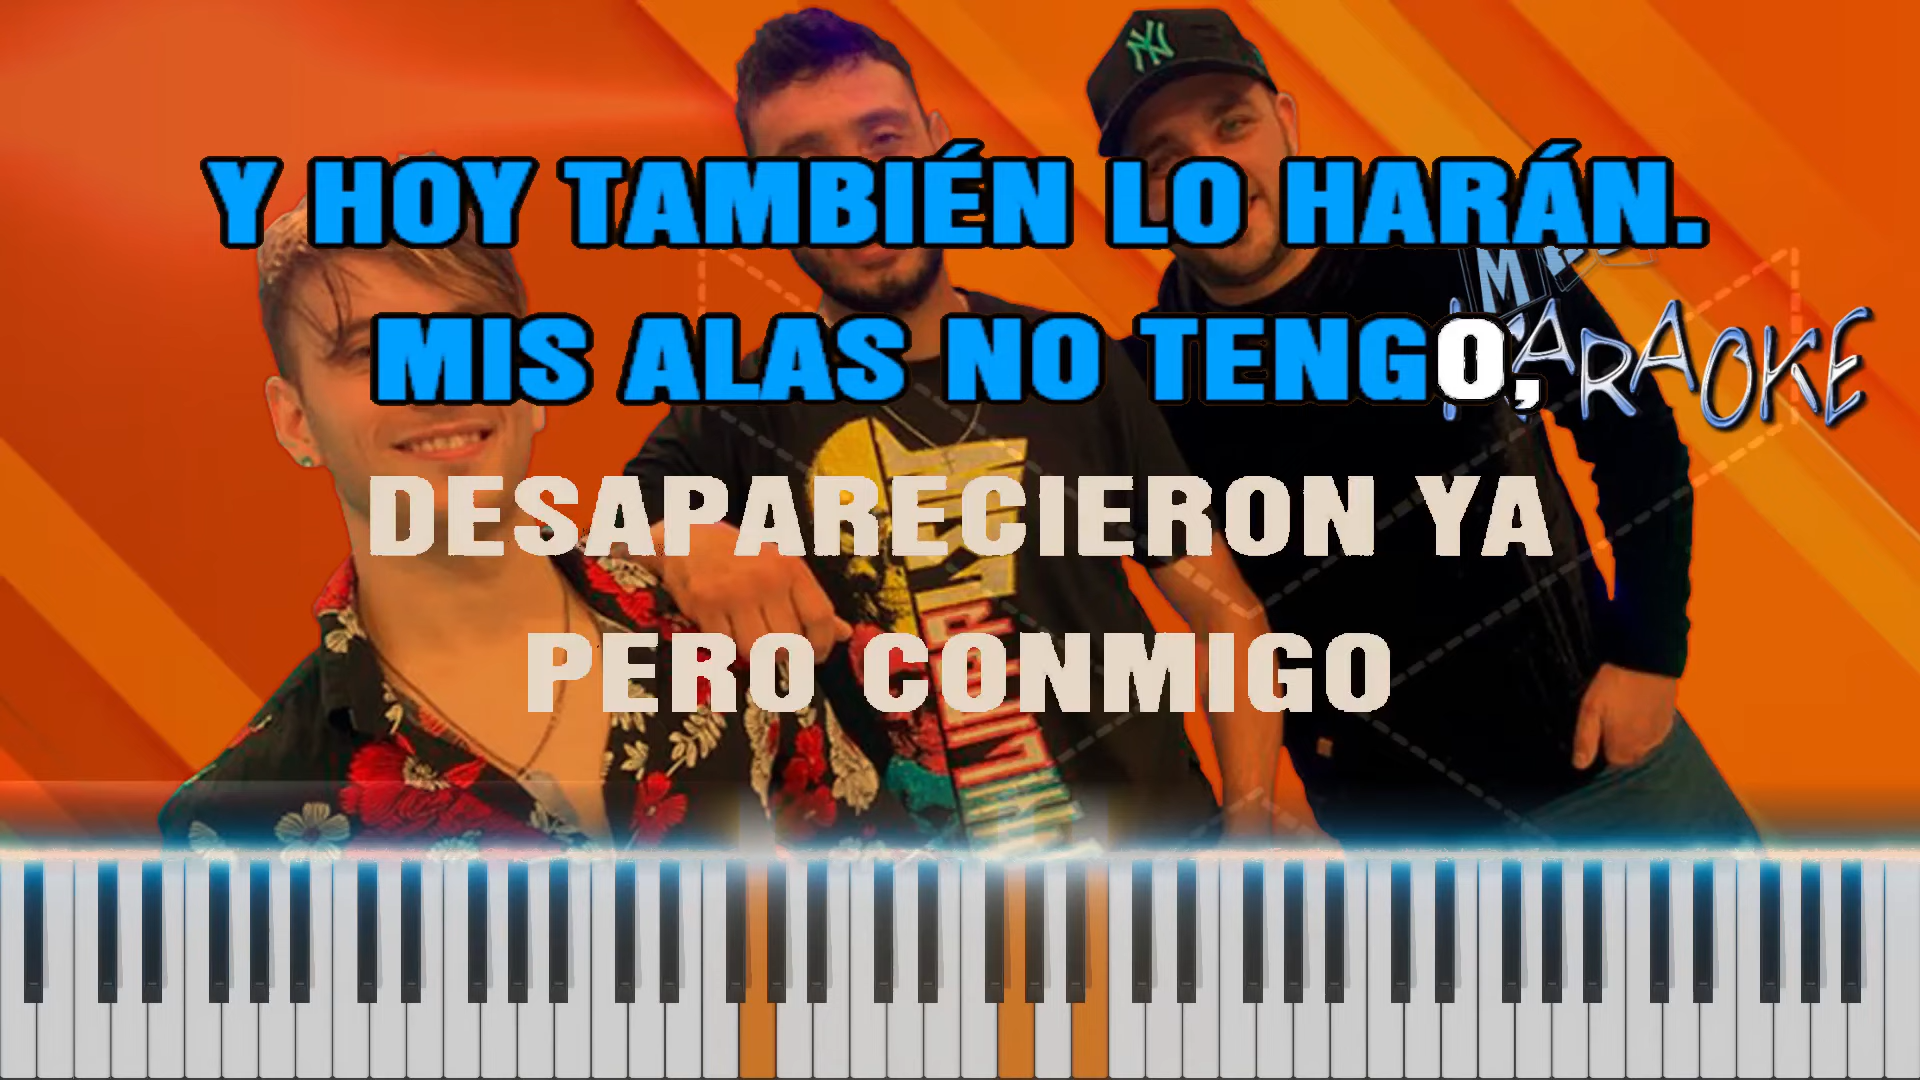 Y HOY TAMBIÉN LO HARÁN.
MIS ALAS NO TENGO,
KARAOKE
DESAPARECIERON YA
PERO CONMIGO